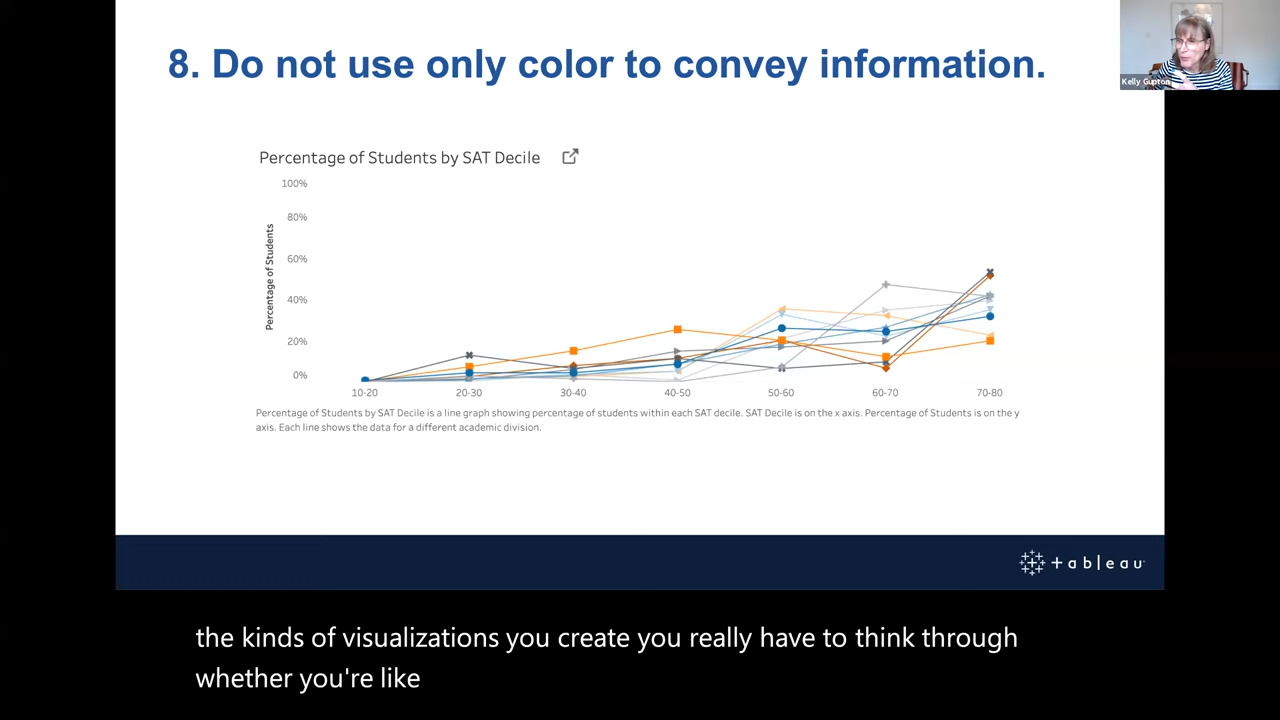 8. Do not use only color to convey information.
Kelly Gupton
Percentage of Students by SAT Decile
100%
80%
60%
40%
20%
0%
Percentage of Students
10-20
20-30
30-40
40-50
50-60
60-70
70-80
Percentage of Students by SAT Decile is a line graph showing percentage of students within each SAT decile. SAT Decile is on the x axis. Percentage of Students is on the y
axis. Each line shows the data for a different academic division.
+ableau
the kinds of visualizations you create you really have to think through
whether you're like